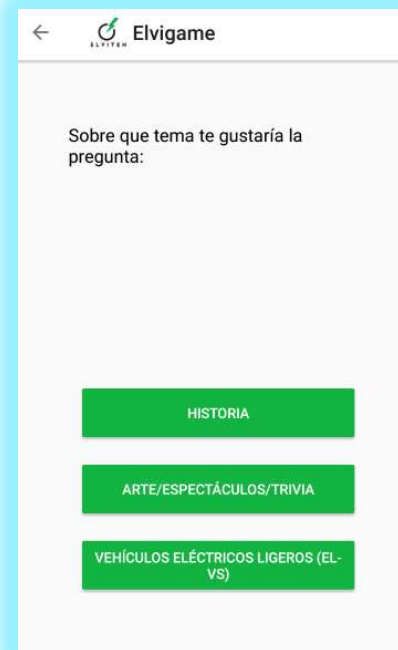 ELVITEN
Elvigame
Sobre que tema te gustaría la
pregunta:
HISTORIA
ARTE/ESPECTÁCULOS/TRIVIA
VEHÍCULOS ELÉCTRICOS LIGEROS (EL-
VS)